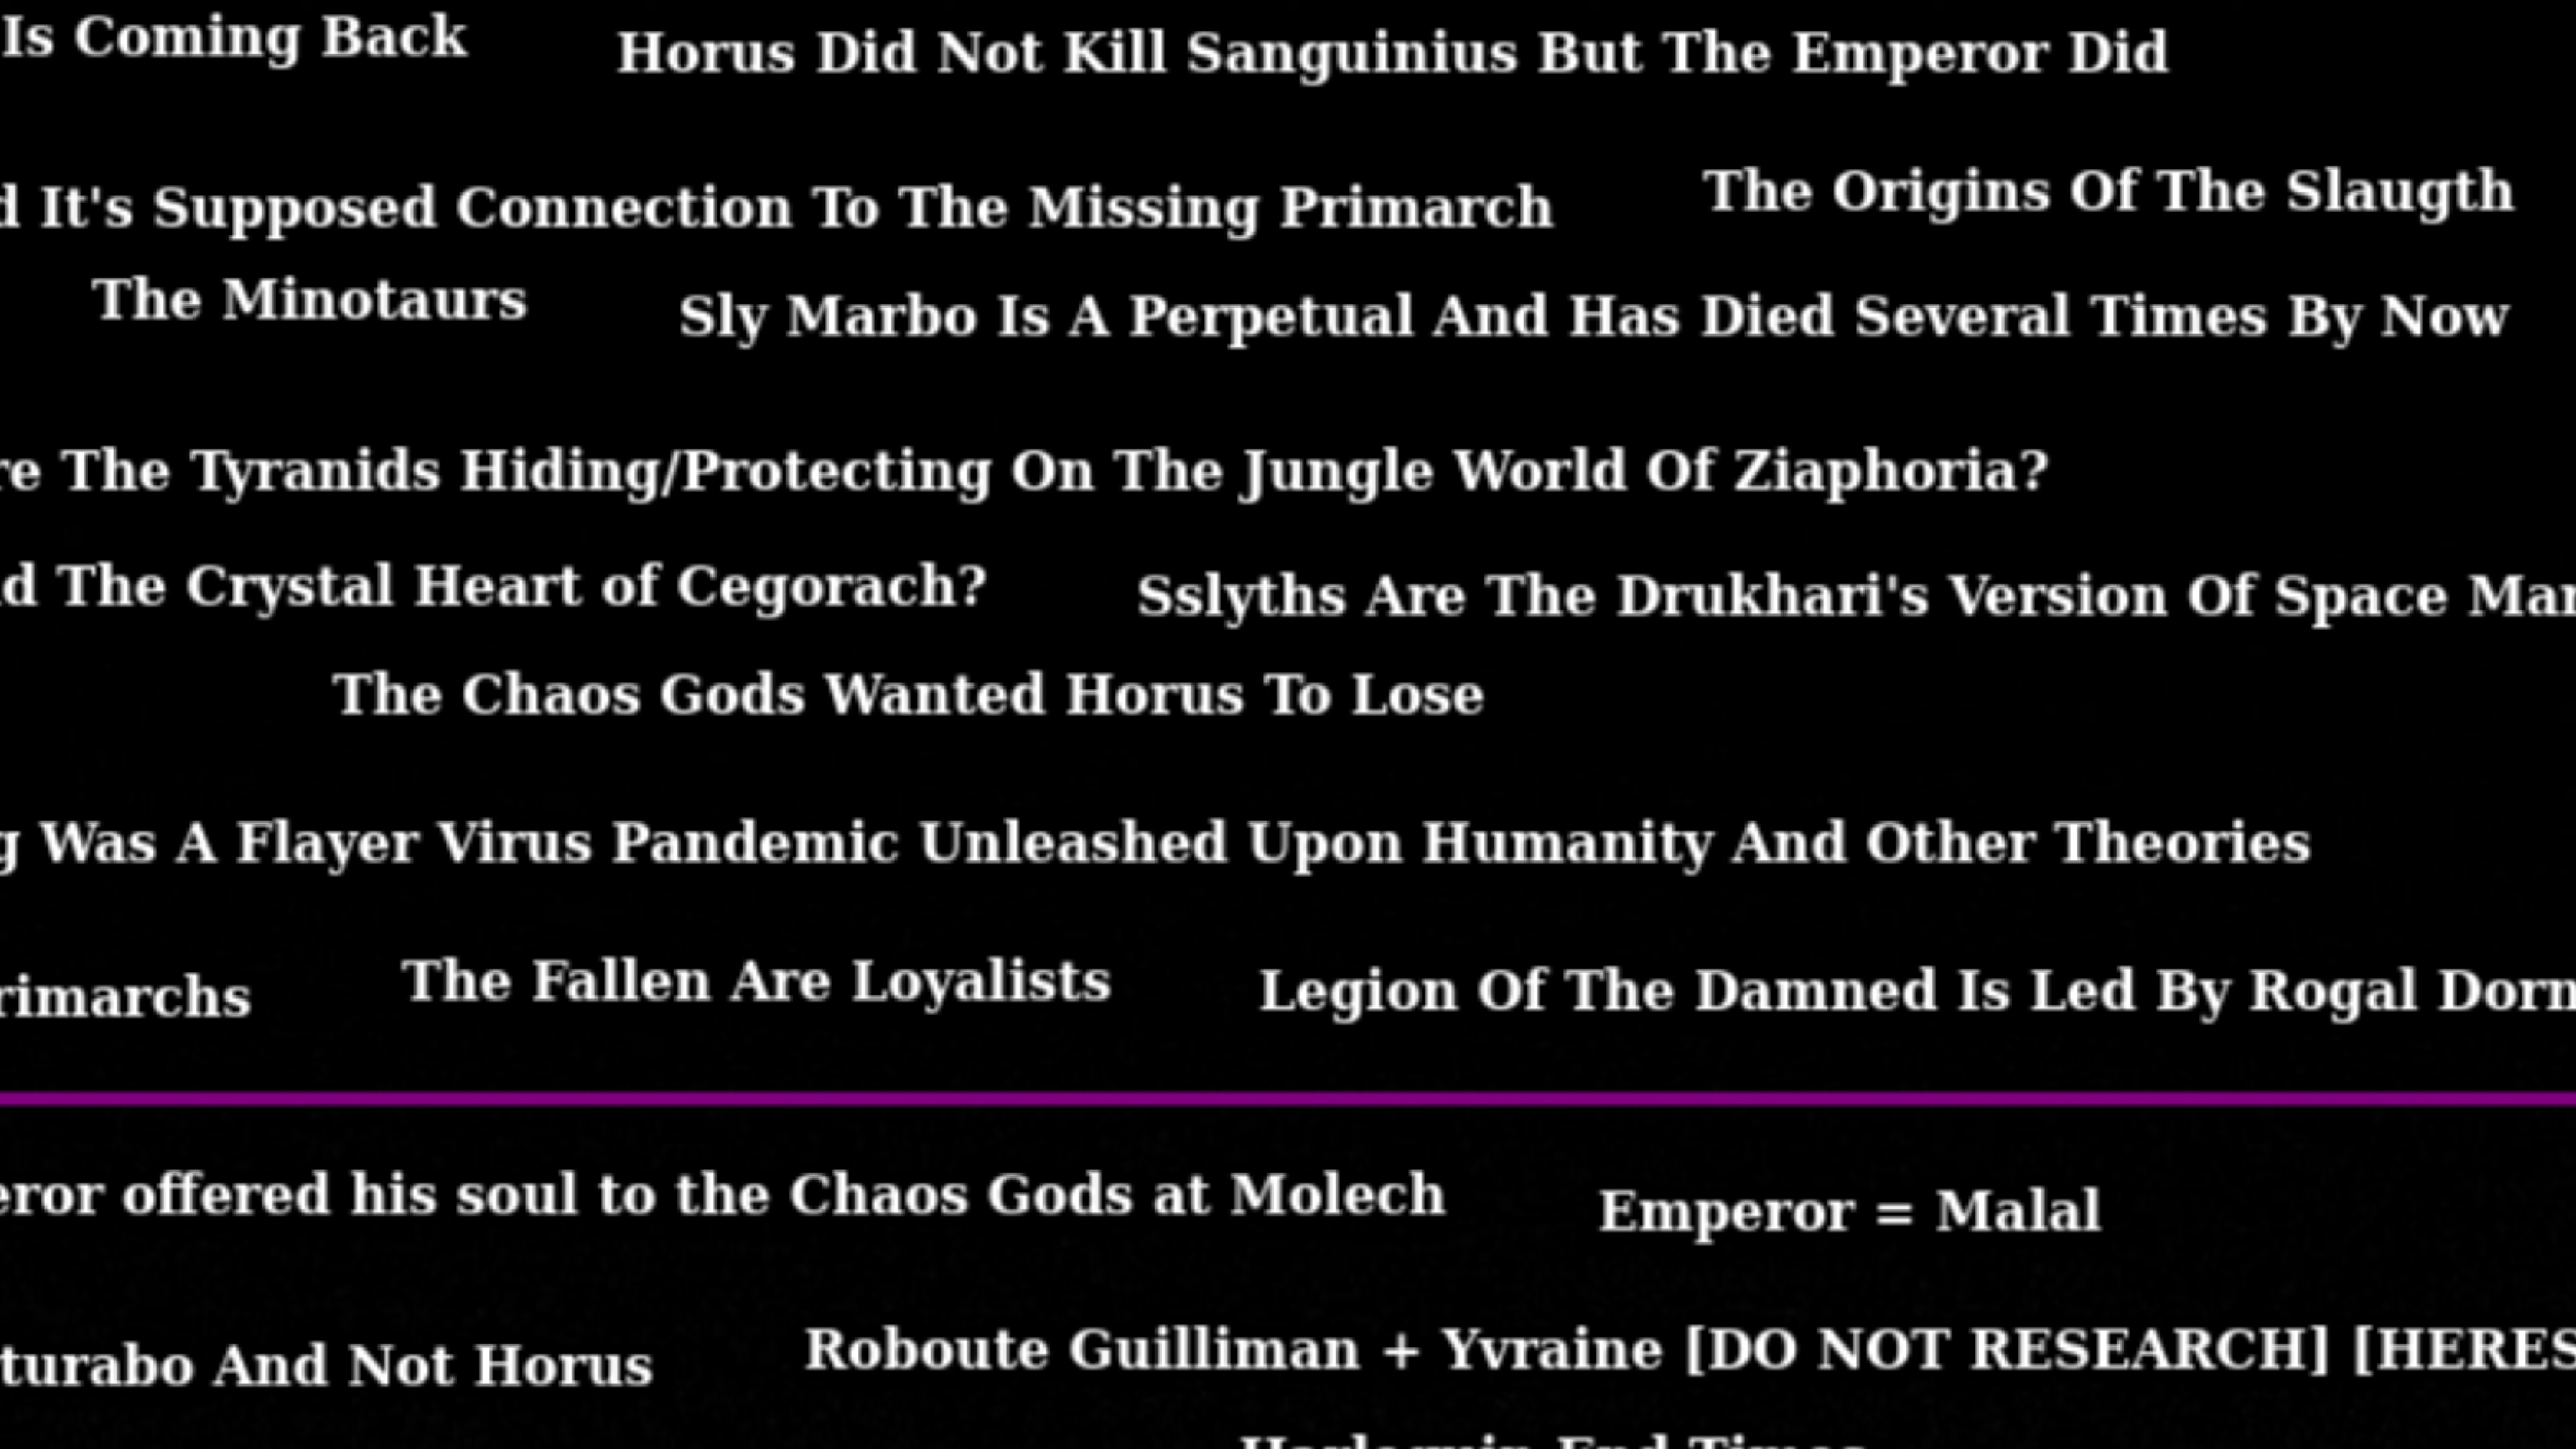 Is Coming Back
Horus Did Not Kill Sanguinius But The Emperor Did
d It's Supposed Connection To The Missing Primarch
The Origins Of The Slaugth
The Minotaurs
Sly Marbo Is A Perpetual And Has Died Several Times By Now
re The Tyranids Hiding/Protecting On The Jungle World Of Ziaphoria?
d The Crystal Heart of Cegorach?
Sslyths Are The Drukhari's Version Of Space Mar
The Chaos Gods Wanted Horus To Lose
g Was A Flayer Virus Pandemic Unleashed Upon Humanity And Other Theories
rimarchs
The Fallen Are Loyalists
Legion Of The Damned Is Led By Rogal Dorn
eror offered his soul to the Chaos Gods at Molech
Emperor = Malal
turabo And Not Horus
Roboute Guilliman + Yvraine [DO NOT RESEARCH] [HERES
Harlequin End Times